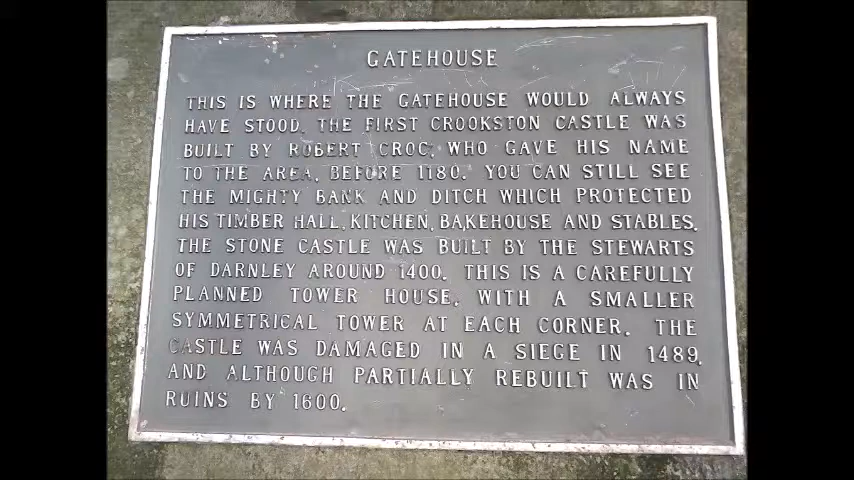 GATEHOUSE
THIS IS WHERE THE GATEHOUSE WOULD ALWAYS
HAVE STOOD. THE FIRST CROOKSTON CASTLE WAS
BUILT BY ROBERT CROC, WHO GAVE HIS NAME
TO THE AREA, BEFORE 1180. YOU CAN STILL SEE
THE MIGHTY BANK AND DITCH WHICH PROTECTED
HIS TIMBER HALL, KITCHEN, BAKEHOUSE AND STABLES.
THE STONE CASTLE WAS BUILT BY THE STEWARTS
OF DARNLEY AROUND 1400. THIS IS A CAREFULLY
PLANNED TOWER HOUSE, WITH A SMALLER
SYMMETRICAL TOWER AT EACH CORNER. THE
CASTLE WAS DAMAGED IN A SIEGE IN 1489,
AND ALTHOUGH PARTIALLY REBUILT WAS IN
RUINS BY 1600.